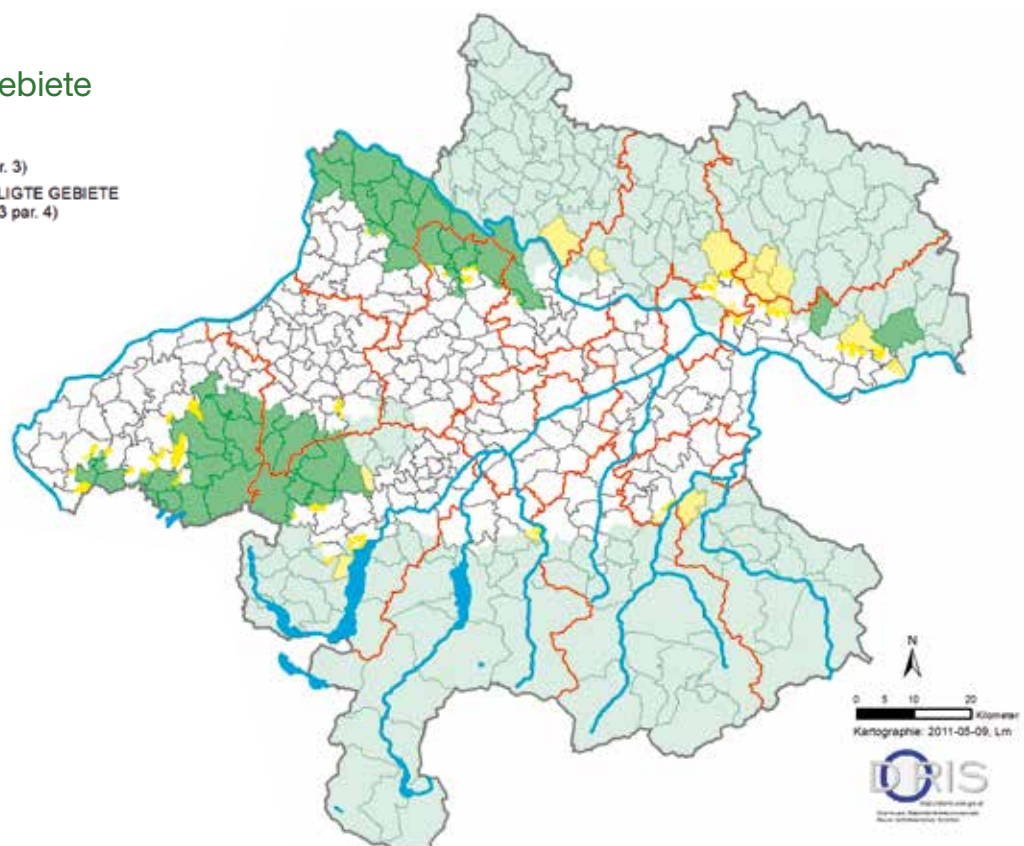 ebiete
r. 3)
LIGTE GEBIETE
3 par. 4)
N
0 5 10 20
Kilometer
Kartographie: 2011-05-09, Lm
DORIS